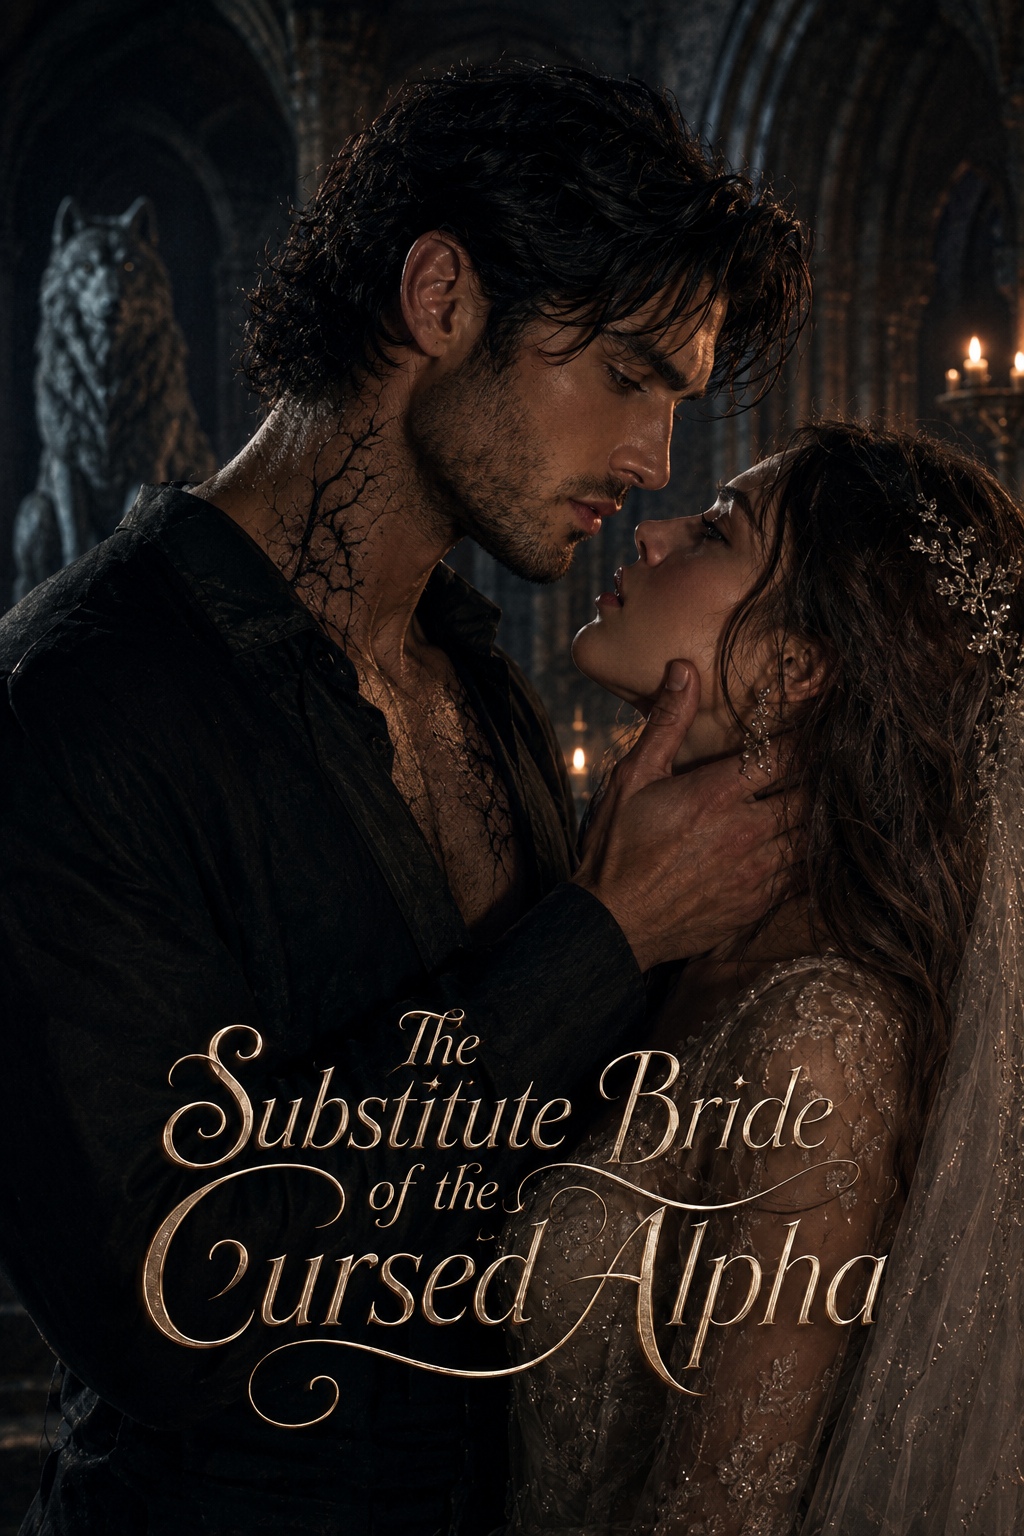 The
Substitute Bride
of the
Cursed Alpha